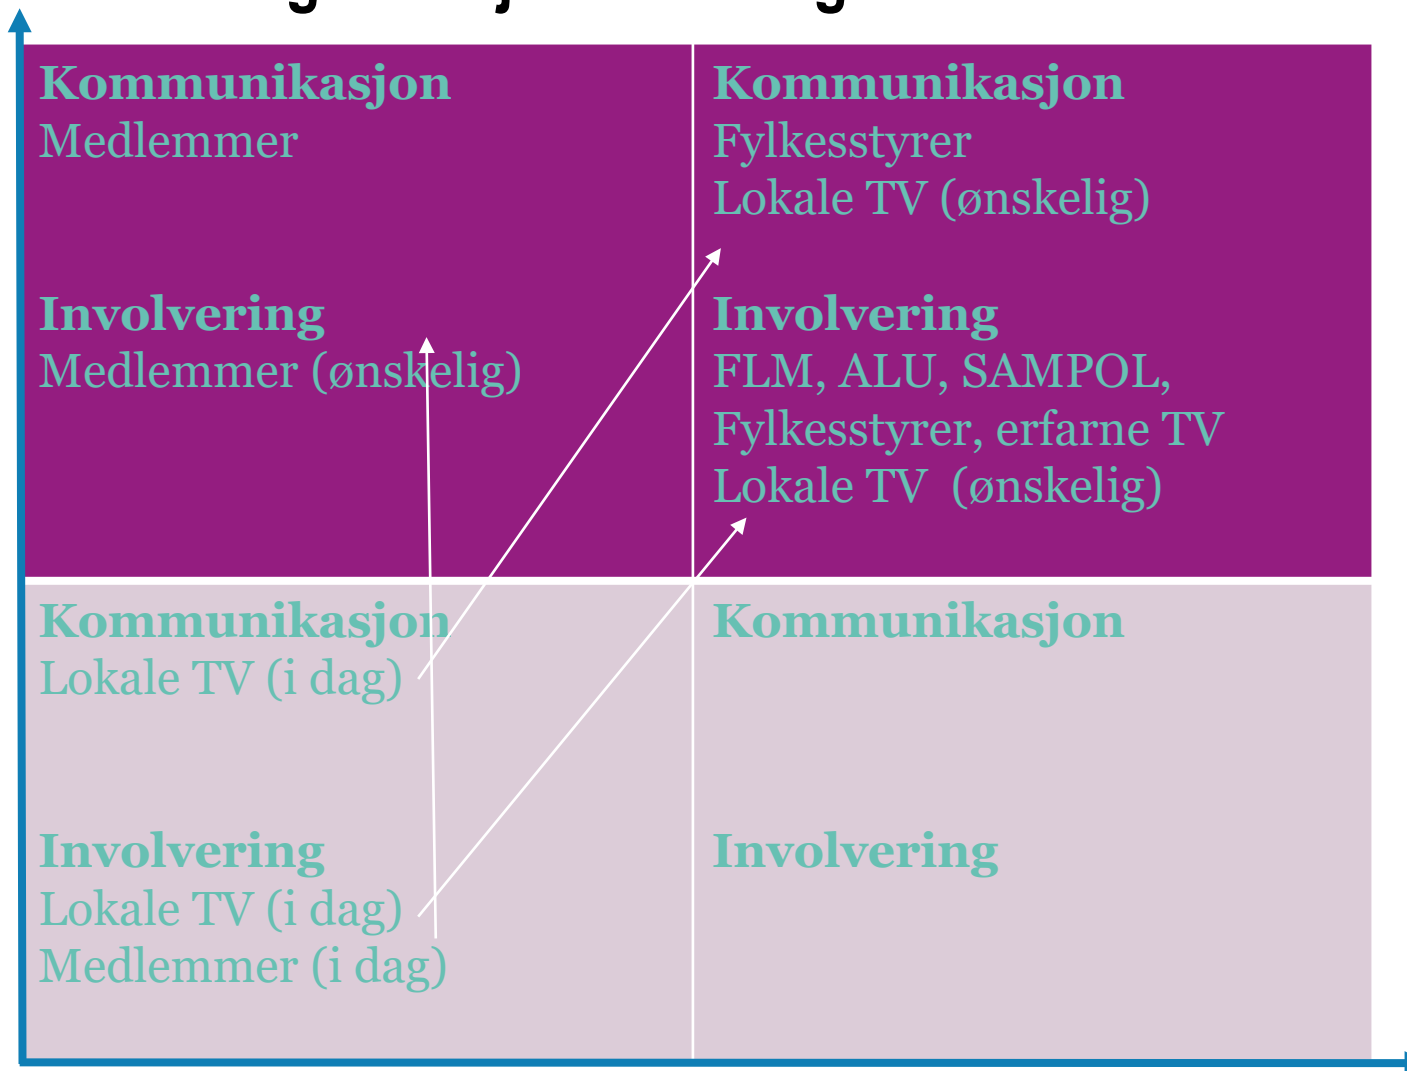 Kommunikasjon
Medlemmer
Involvering
Medlemmer (ønskelig)
Kommunikasjon
Fylkesstyrer
Lokale TV (ønskelig)
Involvering
FLM, ALU, SAMPOL,
Fylkesstyrer, erfarne TV
Lokale TV (ønskelig)
Kommunikasjon
Lokale TV (i dag)
Involvering
Lokale TV (i dag)
Medlemmer (i dag)
Kommunikasjon
Involvering